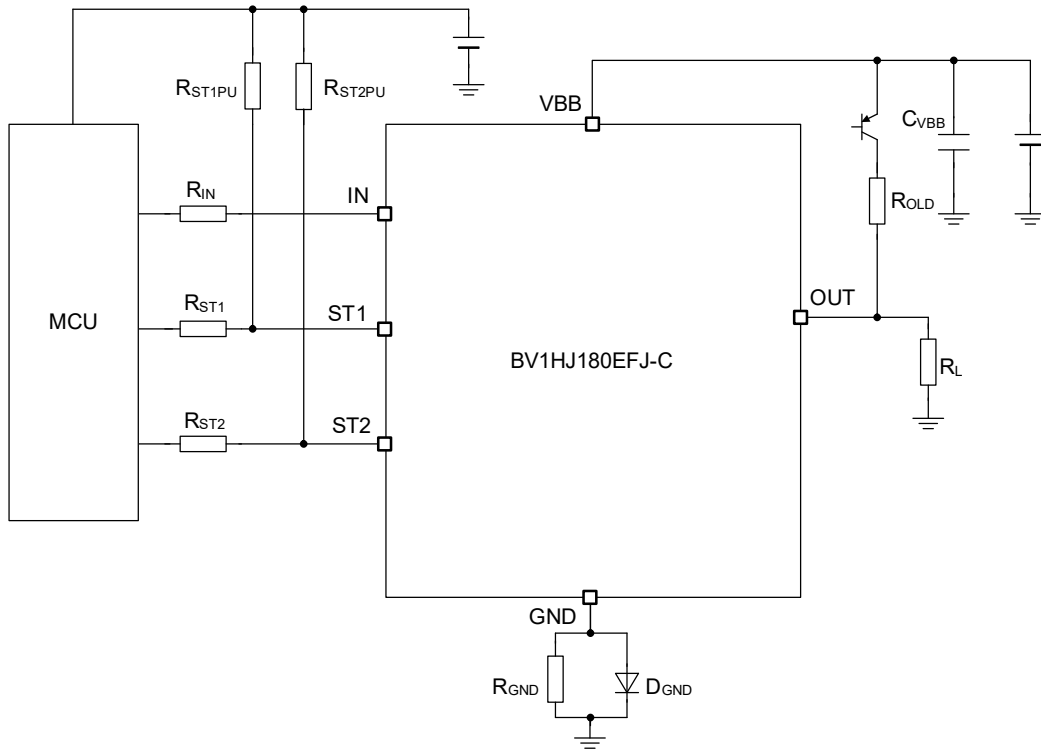 RST1PU
RST2PU
VBB
CVBB
RIN
IN
ROLD
RST1
ST1
OUT
MCU
BV1HJ180EFJ-C
RL
RST2
ST2
GND
RGND
DGND